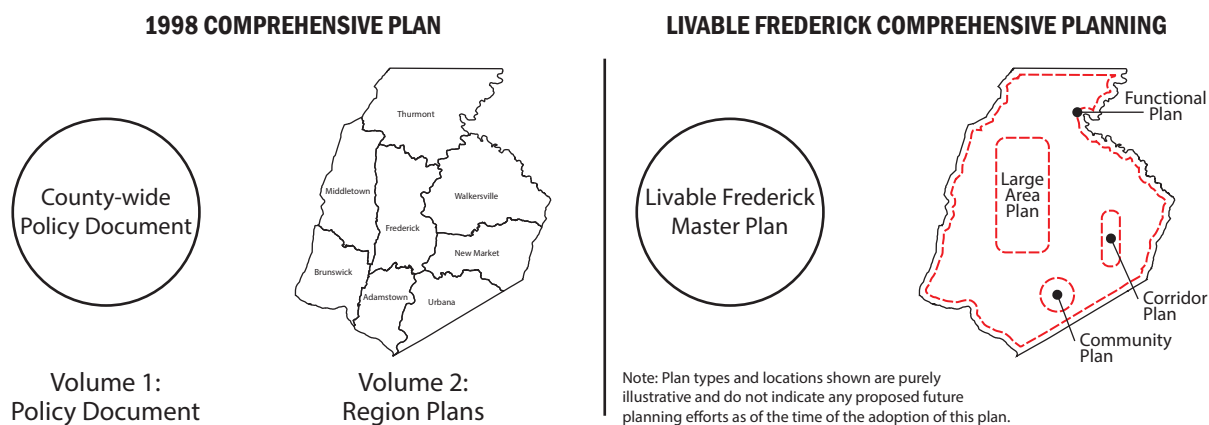 1998 COMPREHENSIVE PLAN
County-wide
Policy Document
Thurmont
Middletown
Walkersville
Frederick
New Market
Brunswick
Adamstown
Urbana
Volume 1:
Policy Document
Volume 2:
Region Plans
LIVABLE FREDERICK COMPREHENSIVE PLANNING
Livable Frederick
Master Plan
Functional
Plan
Large
Area
Plan
Corridor
Plan
Community
Plan
Note: Plan types and locations shown are purely
illustrative and do not indicate any proposed future
planning efforts as of the time of the adoption of this plan.